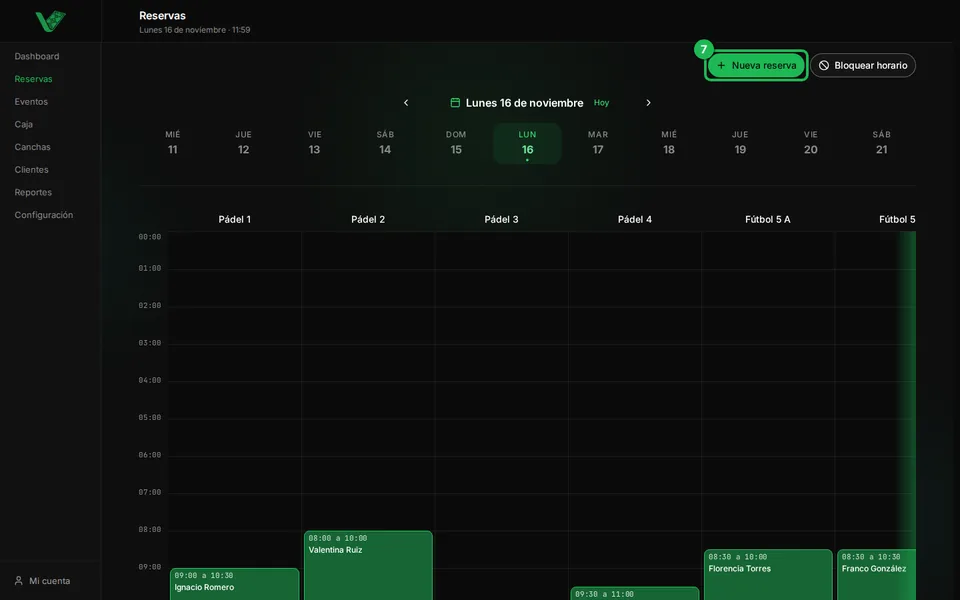 Reservas
Lunes 16 de noviembre · 11:59
Dashboard
Reservas
Eventos
Caja
Canchas
Clientes
Reportes
Configuración
Mi cuenta
7
+ Nueva reserva
Bloquear horario
Lunes 16 de noviembre Hoy
MIÉ JUE VIE SÁB DOM LUN MAR MIÉ JUE VIE SÁB
11 12 13 14 15 16 17 18 19 20 21
Pádel 1 Pádel 2 Pádel 3 Pádel 4 Fútbol 5 A Fútbol 5
00:00
01:00
02:00
03:00
04:00
05:00
06:00
07:00
08:00
08:00 a 10:00
Valentina Ruiz
08:30 a 10:00
Florencia Torres
08:30 a 10:30
Franco González
09:00
09:00 a 10:30
Ignacio Romero
09:30 a 11:00